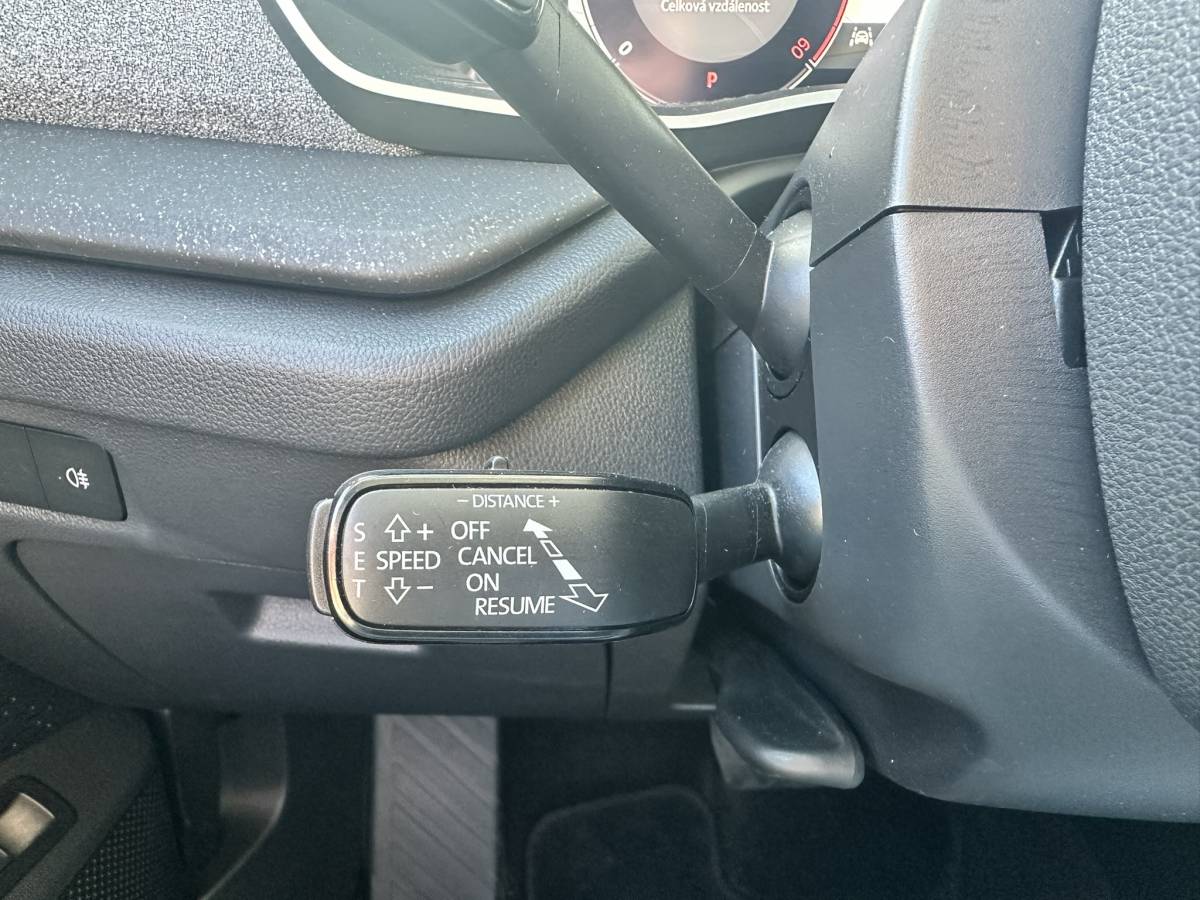 Celková vzdálenost
0
09
P
- DISTANCE +
S + OFF
E SPEED CANCEL
T - ON
RESUME